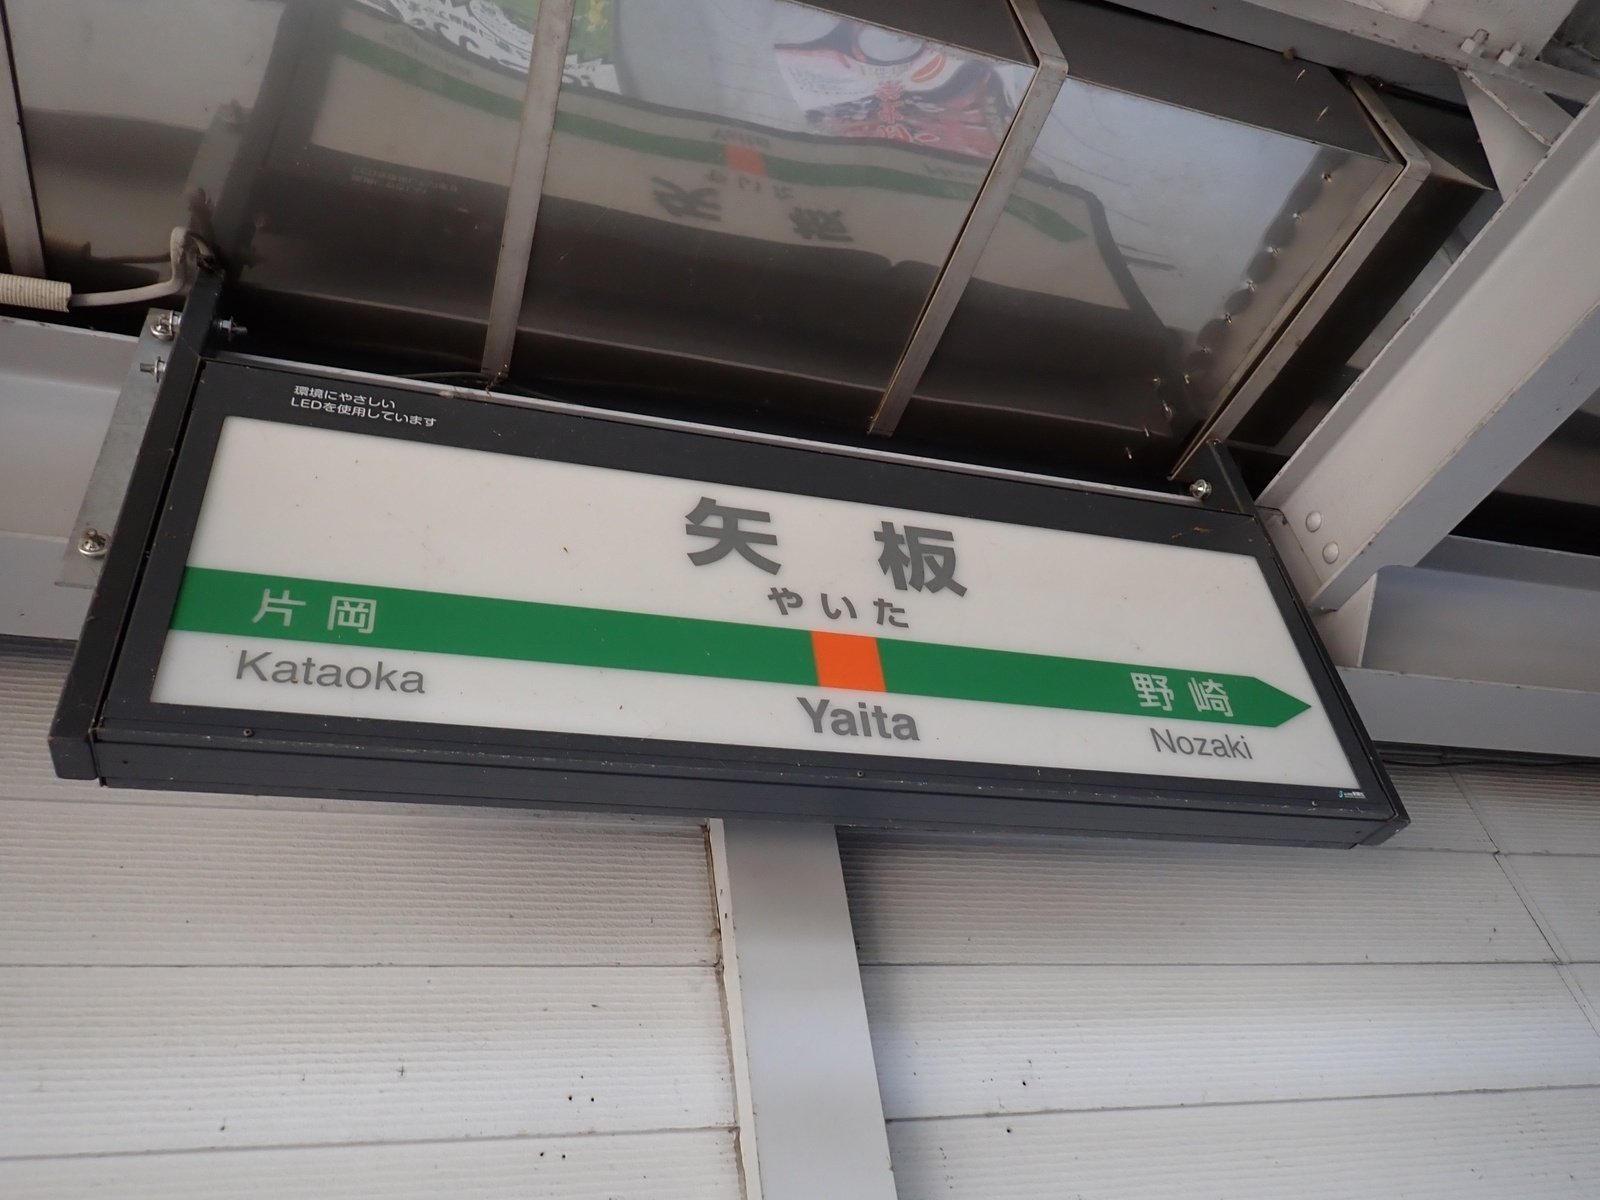 環境にやさしい
LEDを使用しています
矢板
やいた
片岡
野崎
Kataoka
Yaita
Nozaki